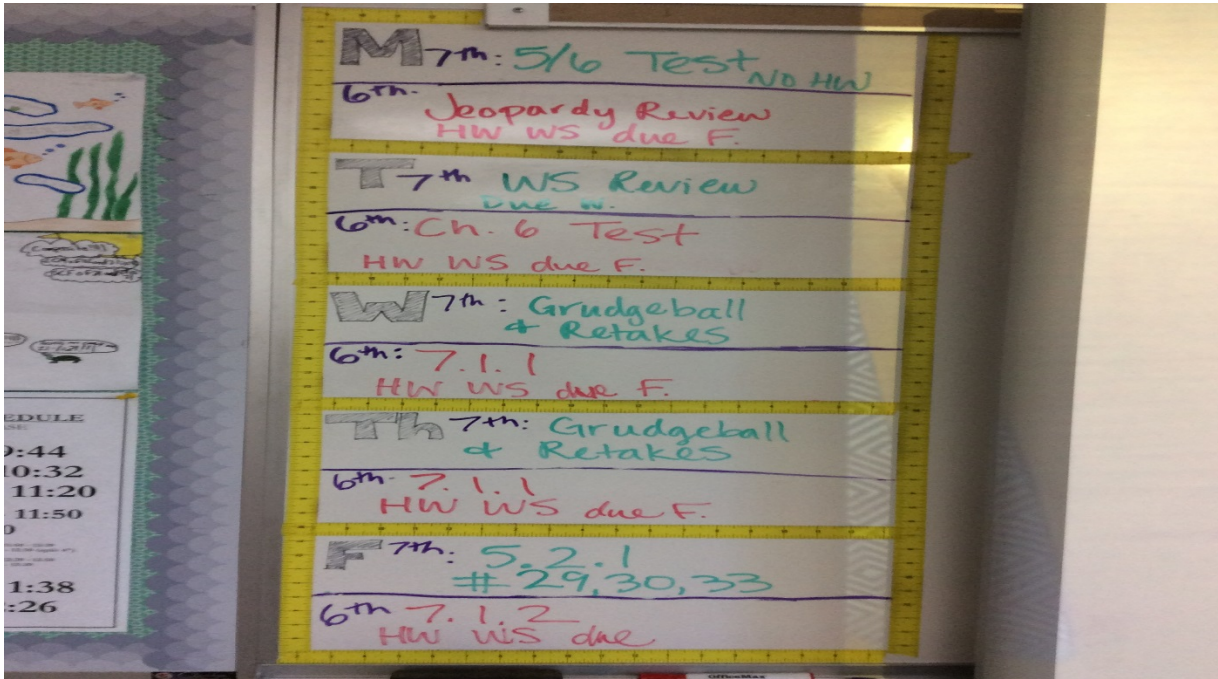 M 7th: 5/6 Test NO HW
6th. Jeopardy Review
HW WS due F.
T 7th WS Review
Due W.
6th: Ch. 6 Test
HW WS due F.
W 7th: Grudgeball
& Retakes
6th: 7.1.1
HW WS due F.
Th 7th: Grudgeball
& Retakes
6th. 7.1.1
HW WS due F.
F 7th: 5.2.1
# 29, 30, 33
6th 7.1.2
HW WS due
EDULE
9:44
10:32
11:20
11:50
1:38
:26
OfficeMax